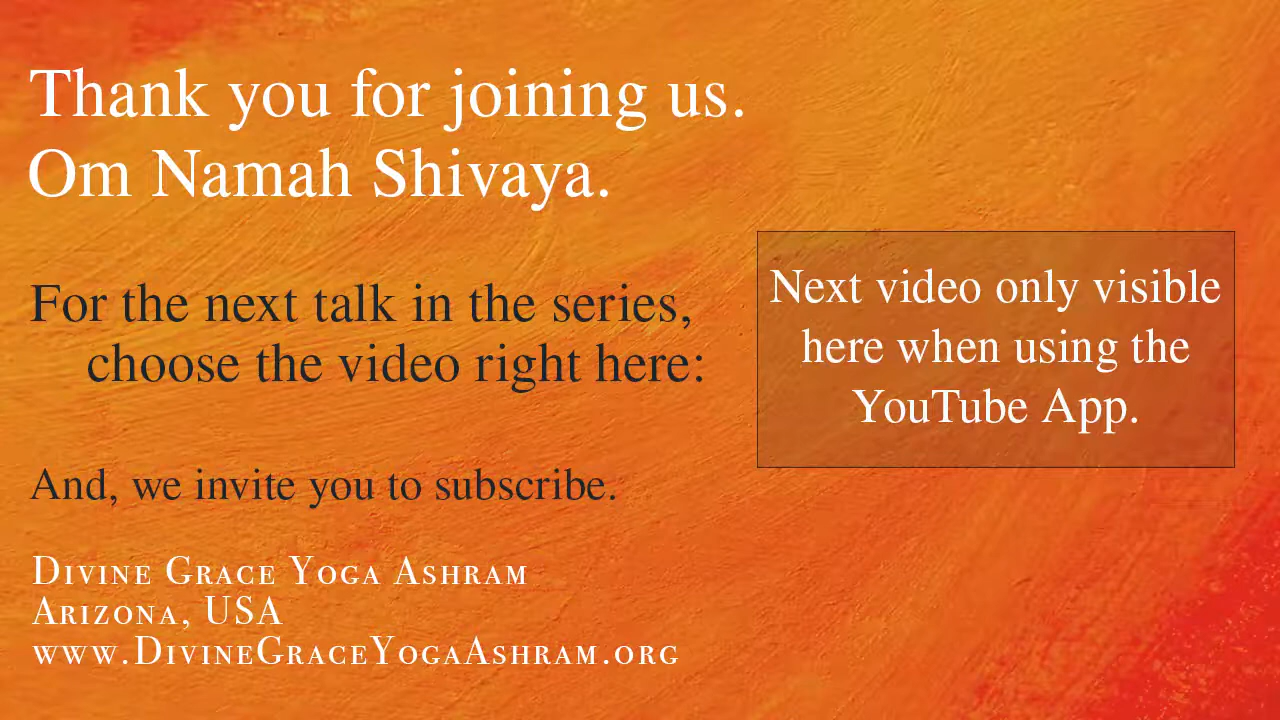 Thank you for joining us.
Om Namah Shivaya.
For the next talk in the series,
choose the video right here:
Next video only visible
here when using the
YouTube App.
And, we invite you to subscribe.
Divine Grace Yoga Ashram
Arizona, USA
www.DivineGraceYogaAshram.org